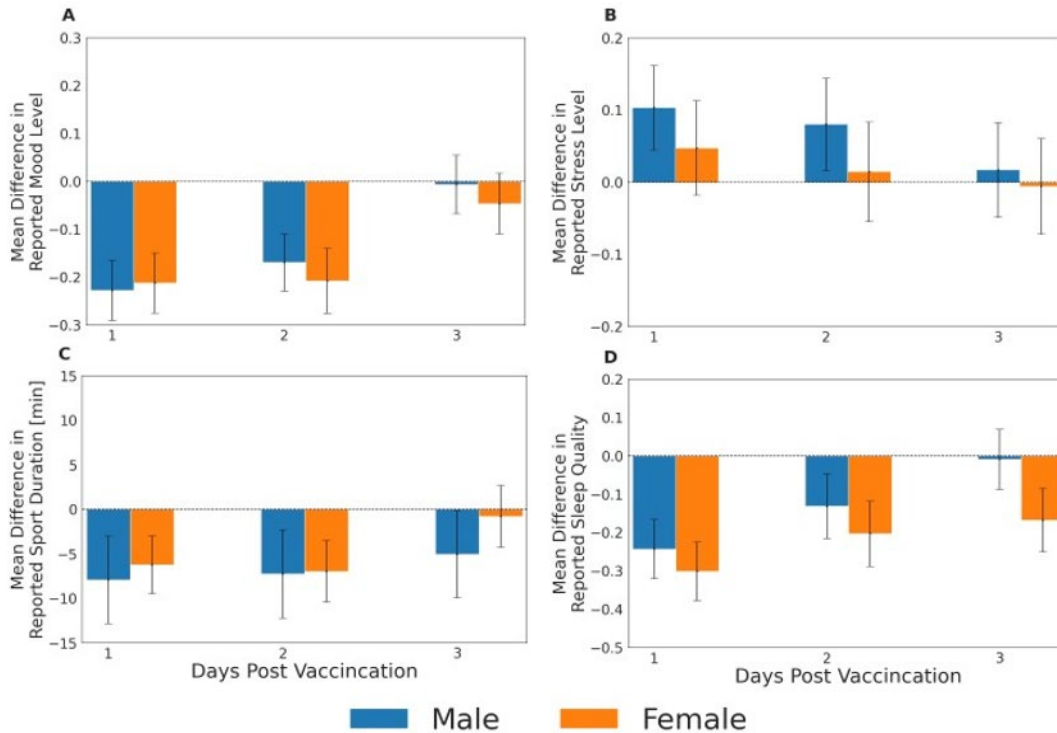 A
Mean Difference in
Reported Mood Level
0.3
0.2
0.1
0.0
−0.1
−0.2
−0.3
1
2
3
B
Mean Difference in
Reported Stress Level
0.2
0.1
0.0
−0.1
−0.2
1
2
3
C
Mean Difference in
Reported Sport Duration [min]
15
10
5
0
−5
−10
−15
1
2
3
Days Post Vaccincation
D
Mean Difference in
Reported Sleep Quality
0.2
0.1
0.0
−0.1
−0.2
−0.3
−0.4
−0.5
1
2
3
Days Post Vaccincation
Male
Female